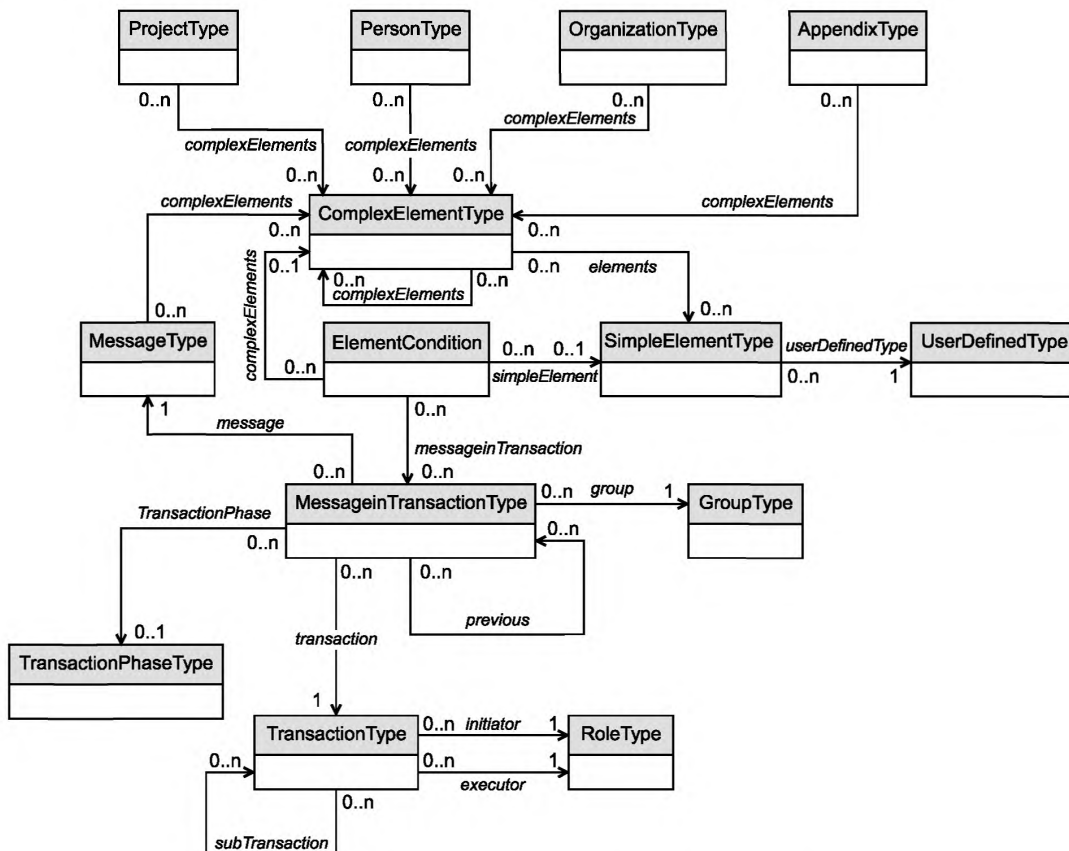 ProjectType
PersonType
OrganizationType
AppendixType
0..n
0..n
0..n
0..n
complexElements
complexElements
complexElements
complexElements
0..n
0..n
0..n
complexElements
ComplexElementType
0..n
0..n
0..1
0..n
0..n
0..n
elements
complexElements
complexElements
0..n
0..n
MessageType
ElementCondition
0..n
0..1
SimpleElementType
userDefinedType
UserDefinedType
0..n
simpleElement
0..n
1
1
0..n
message
messageinTransaction
0..n
0..n
MessageinTransactionType
0..n
group
1
GroupType
TransactionPhase
0..n
0..n
0..n
0..n
previous
transaction
0..1
TransactionPhaseType
1
TransactionType
0..n
initiator
1
RoleType
0..n
0..n
1
executor
0..n
subTransaction